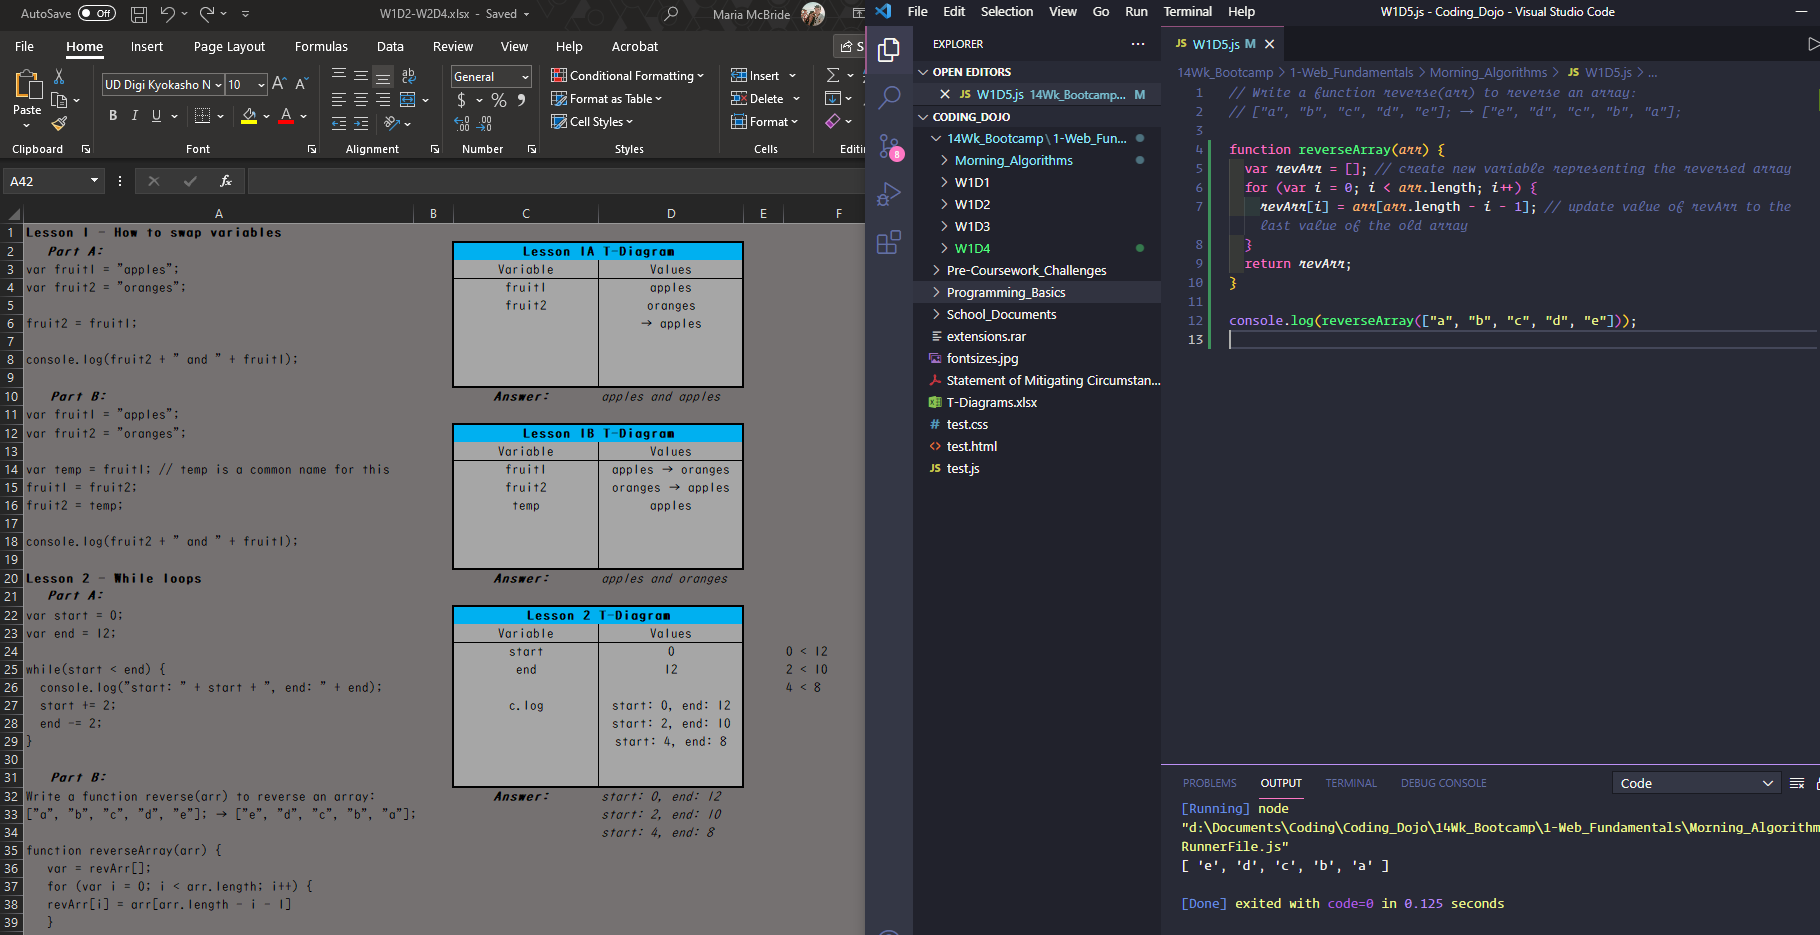 AutoSave Off W1D2-W2D4.xlsx - Saved Maria McBride
File Home Insert Page Layout Formulas Data Review View Help Acrobat S
Paste UD Digi Kyokasho N 10 A^ A B I U A ab General $ % 9 Conditional Formatting Insert Σ
Format as Table Delete
Cell Styles Format
Clipboard Font Alignment Number Styles Cells Editin
A42 fx
A B C D E F
1 Lesson 1 - How to swap variables
2 Part A: Lesson 1A T-Diagram
3 var fruit1 = "apples"; Variable Values
4 var fruit2 = "oranges"; fruit1 apples
5 fruit2 oranges
6 fruit2 = fruit1; → apples
7
8 console.log(fruit2 + " and " + fruit1);
9
10 Part B: Answer: apples and apples
11 var fruit1 = "apples";
12 var fruit2 = "oranges"; Lesson 1B T-Diagram
13 Variable Values
14 var temp = fruit1; // temp is a common name for this fruit1 apples → oranges
15 fruit1 = fruit2; fruit2 oranges → apples
16 fruit2 = temp; temp apples
17
18 console.log(fruit2 + " and " + fruit1);
19
20 Lesson 2 - While loops Answer: apples and oranges
21 Part A:
22 var start = 0; Lesson 2 T-Diagram
23 var end = 12; Variable Values
24 start 0 0 < 12
25 while(start < end) { end 12 2 < 10
26 console.log("start: " + start + ", end: " + end); 4 < 8
27 start += 2; c.log start: 0, end: 12
28 end -= 2; start: 2, end: 10
29 } start: 4, end: 8
30
31 Part B:
32 Write a function reverse(arr) to reverse an array: Answer: start: 0, end: 12
33 ["a", "b", "c", "d", "e"]; → ["e", "d", "c", "b", "a"]; start: 2, end: 10
34 start: 4, end: 8
35 function reverseArray(arr) {
36 var = revArr[];
37 for (var i = 0; i < arr.length; i++) {
38 revArr[i] = arr[arr.length - i - 1]
39 }
File Edit Selection View Go Run Terminal Help W1D5.js - Coding_Dojo - Visual Studio Code
EXPLORER ...
OPEN EDITORS
W1D5.js 14Wk_Bootcamp... M
CODING_DOJO
14Wk_Bootcamp\1-Web_Fun...
Morning_Algorithms
W1D1
8
W1D2
W1D3
W1D4
Pre-Coursework_Challenges
Programming_Basics
School_Documents
extensions.rar
fontsizes.jpg
Statement of Mitigating Circumstan...
T-Diagrams.xlsx
# test.css
<> test.html
JS test.js
JS W1D5.js M
14Wk_Bootcamp > 1-Web_Fundamentals > Morning_Algorithms > JS W1D5.js > ...
1 // Write a function reverse(arr) to reverse an array:
2 // ["a", "b", "c", "d", "e"]; → ["e", "d", "c", "b", "a"];
3
4 function reverseArray(arr) {
5 var revArr = []; // create new variable representing the reversed array
6 for (var i = 0; i < arr.length; i++) {
7 revArr[i] = arr[arr.length - i - 1]; // update value of revArr to the
last value of the old array
8 }
9 return revArr;
10 }
11
12 console.log(reverseArray(["a", "b", "c", "d", "e"]));
13
PROBLEMS OUTPUT TERMINAL DEBUG CONSOLE Code
[Running] node
"d:\Documents\Coding\Coding_Dojo\14Wk_Bootcamp\1-Web_Fundamentals\Morning_Algorithm
RunnerFile.js"
[ 'e', 'd', 'c', 'b', 'a' ]
[Done] exited with code=0 in 0.125 seconds